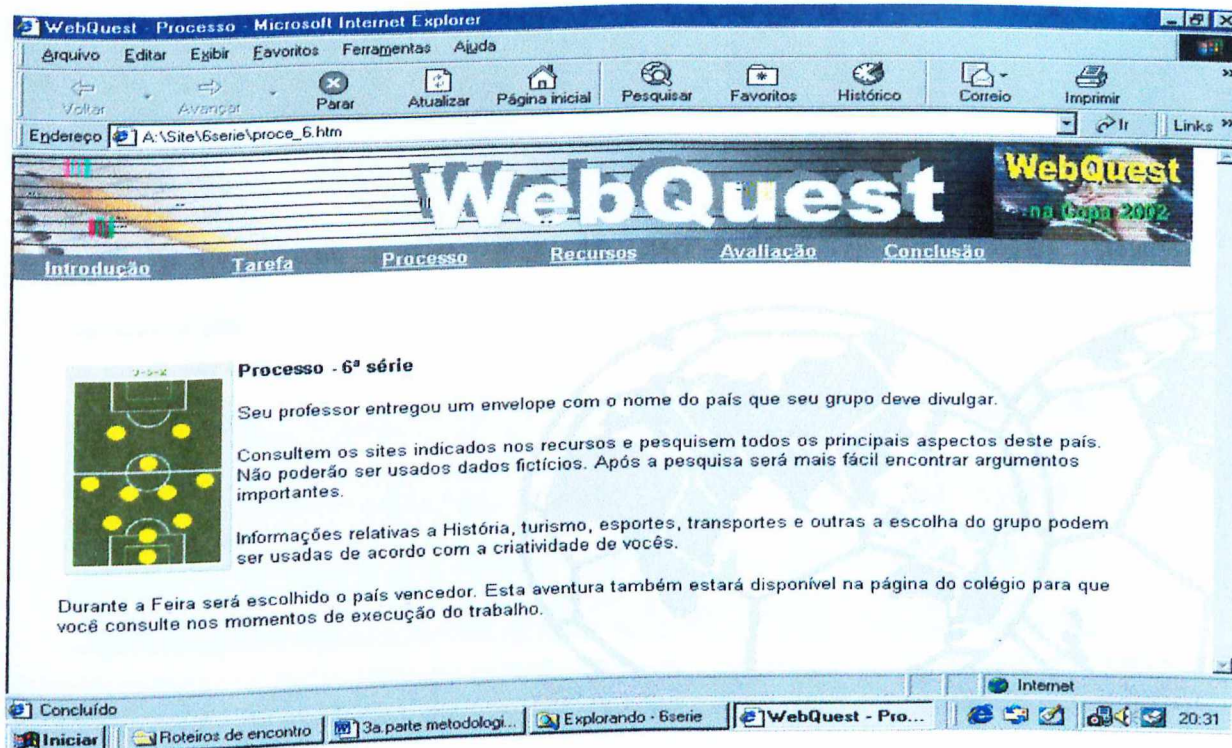 WebQuest - Processo - Microsoft Internet Explorer
Arquivo Editar Exibir Favoritos Ferramentas Ajuda
Voltar Avançar Parar Atualizar Página inicial Pesquisar Favoritos Histórico Correio Imprimir
Endereço A:\Site\6serie\proce_6.htm Ir Links
WebQuest
WebQuest
na Copa 2002
Introdução Tarefa Processo Recursos Avaliação Conclusão
3-5-2
Processo - 6ª série
Seu professor entregou um envelope com o nome do país que seu grupo deve divulgar.
Consultem os sites indicados nos recursos e pesquisem todos os principais aspectos deste país.
Não poderão ser usados dados fictícios. Após a pesquisa será mais fácil encontrar argumentos
importantes.
Informações relativas a História, turismo, esportes, transportes e outras a escolha do grupo podem
ser usadas de acordo com a criatividade de vocês.
Durante a Feira será escolhido o país vencedor. Esta aventura também estará disponível na página do colégio para que
você consulte nos momentos de execução do trabalho.
Concluído Internet
Iniciar Roteiros de encontro 3a.parte metodologi... Explorando - 6serie WebQuest - Pro... 20:31